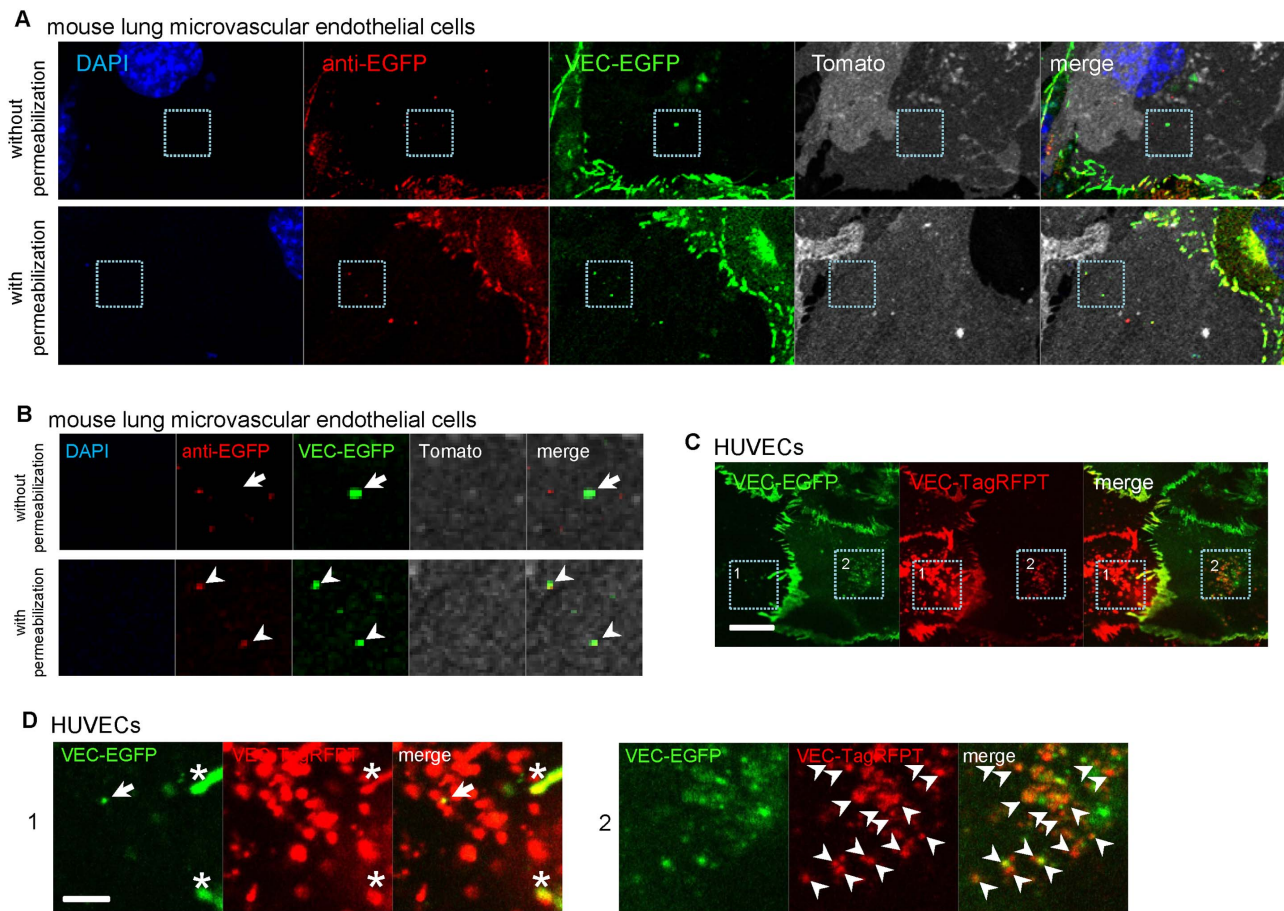 A mouse lung microvascular endothelial cells
DAPI anti-EGFP VEC-EGFP Tomato merge
without permeabilization
with permeabilization
B mouse lung microvascular endothelial cells
DAPI anti-EGFP VEC-EGFP Tomato merge
without permeabilization
with permeabilization
C HUVECs
VEC-EGFP VEC-TagRFPT merge
1 2 1 2 1 2
D HUVECs
VEC-EGFP VEC-TagRFPT merge
* * *
1
* * *
VEC-EGFP VEC-TagRFPT merge
2